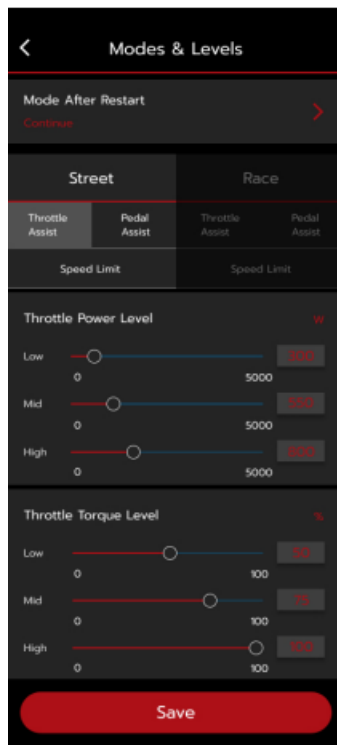 Modes & Levels
Mode After Restart
Continue
Street Race
Throttle Assist Pedal Assist Throttle Assist Pedal Assist
Speed Limit Speed Limit
Throttle Power Level W
Low
0 5000
Mid
0 5000
High
0 5000
Throttle Torque Level %
Low 50
0 100
Mid 75
0 100
High 100
0 100
Save